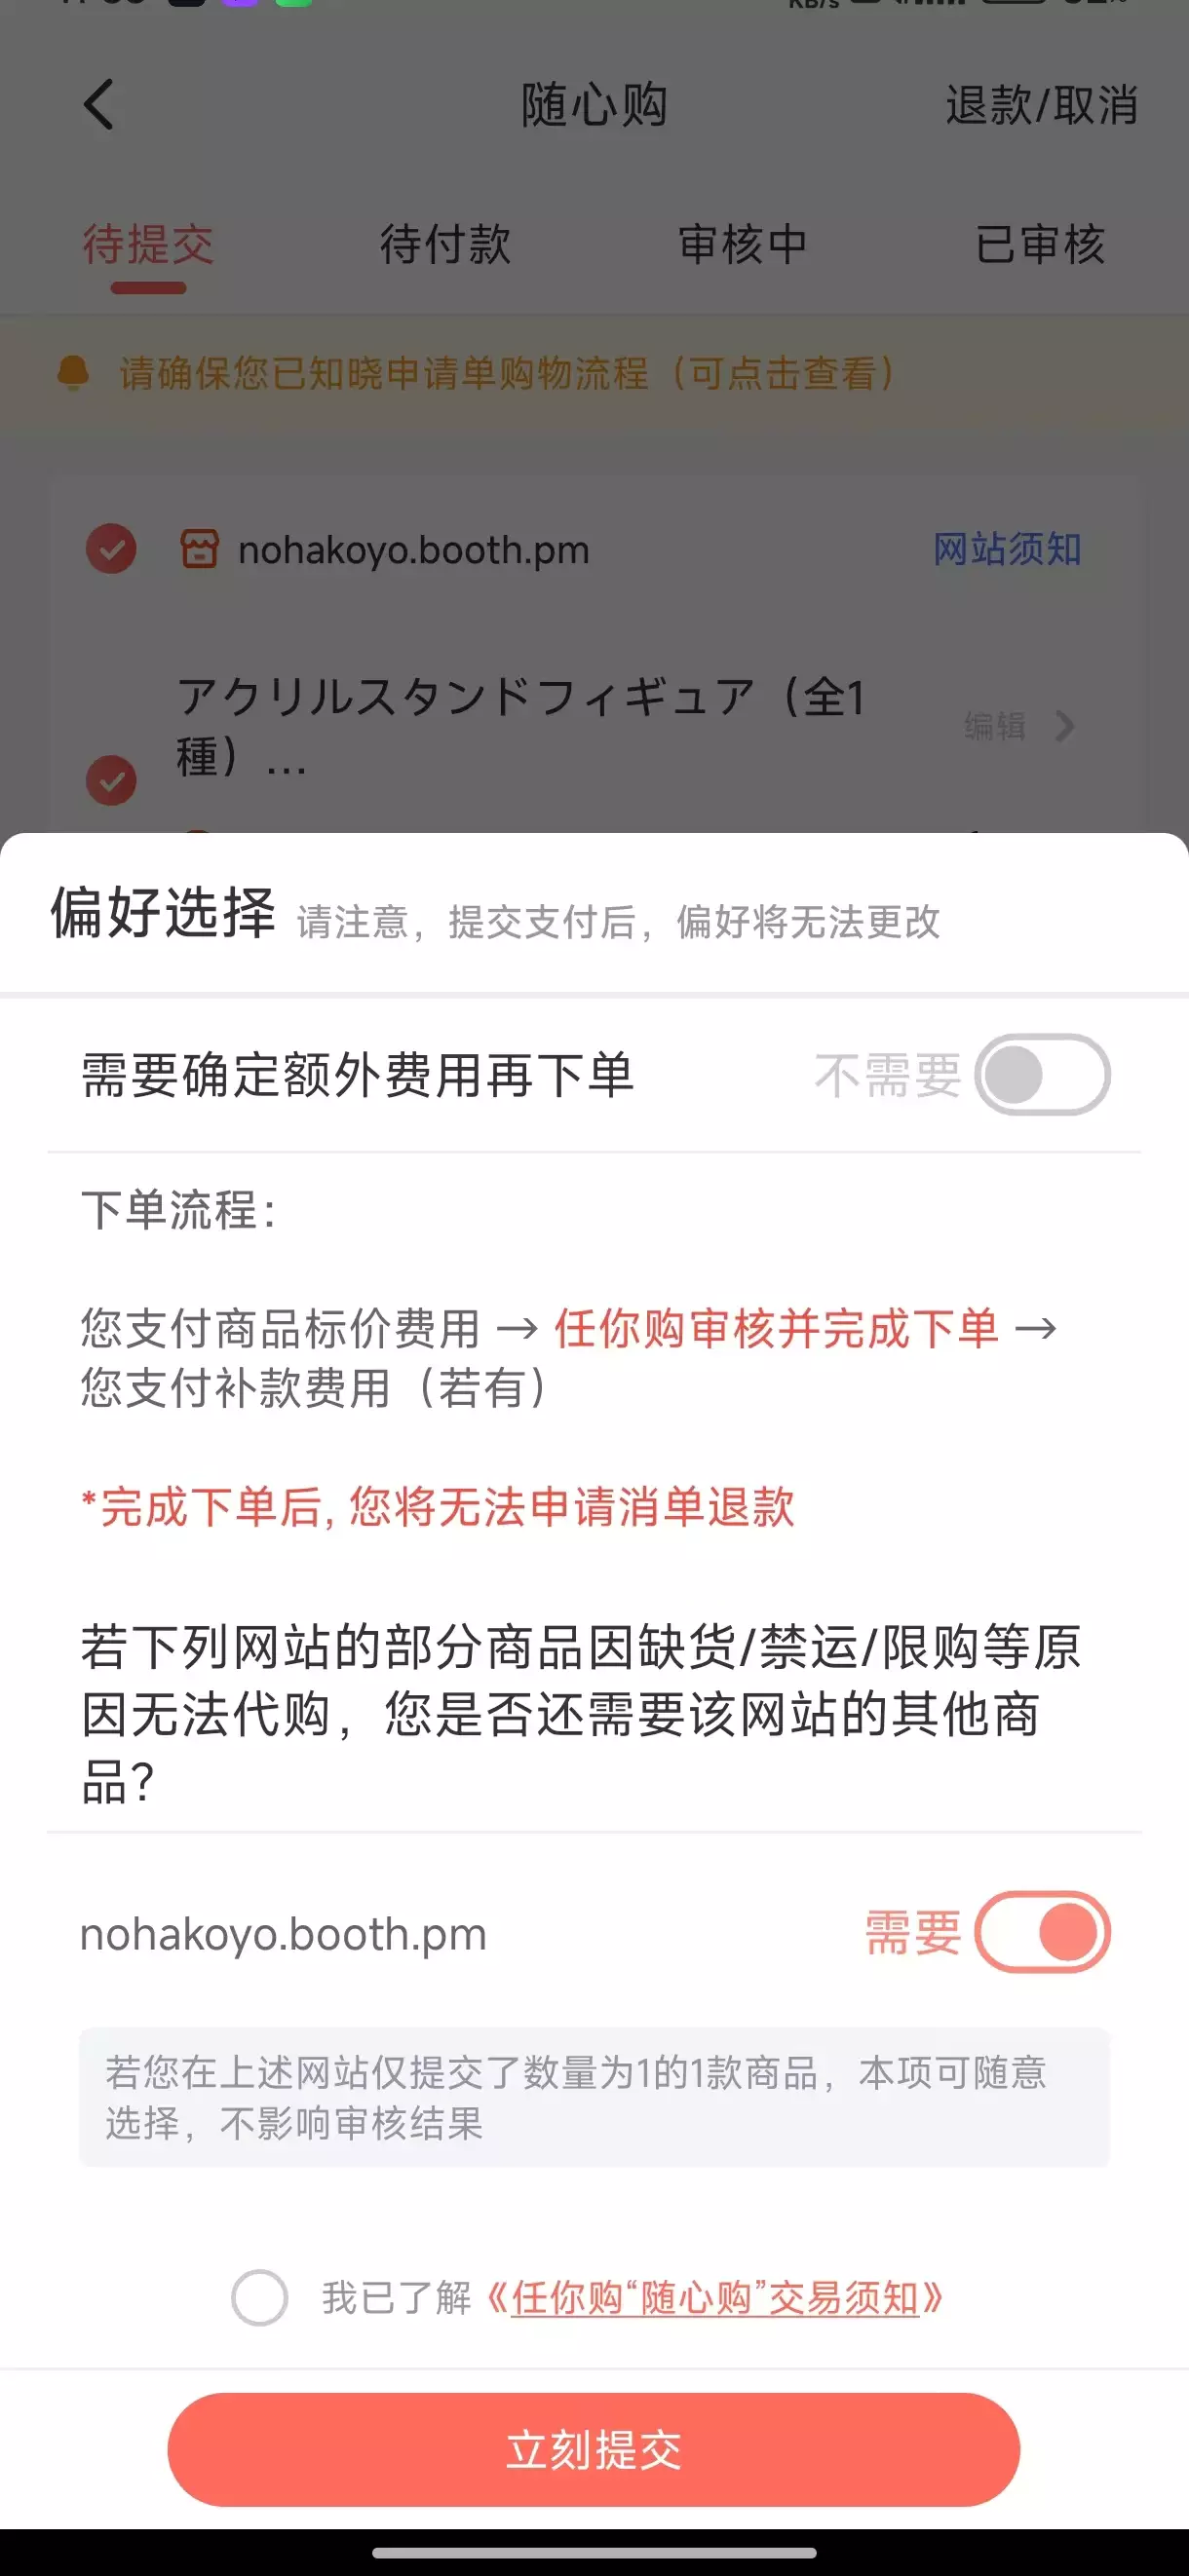 随心购
退款/取消
待提交
待付款
审核中
已审核
请确保您已知晓申请单购物流程（可点击查看）
nohakoyo.booth.pm
网站须知
アクリルスタンドフィギュア（全1
種）...
编辑
偏好选择
请注意，提交支付后，偏好将无法更改
需要确定额外费用再下单
不需要
下单流程：
您支付商品标价费用 → 任你购审核并完成下单 →
您支付补款费用（若有）
*完成下单后, 您将无法申请消单退款
若下列网站的部分商品因缺货/禁运/限购等原
因无法代购，您是否还需要该网站的其他商
品？
nohakoyo.booth.pm
需要
若您在上述网站仅提交了数量为1的1款商品，本项可随意
选择，不影响审核结果
我已了解《任你购“随心购”交易须知》
立刻提交